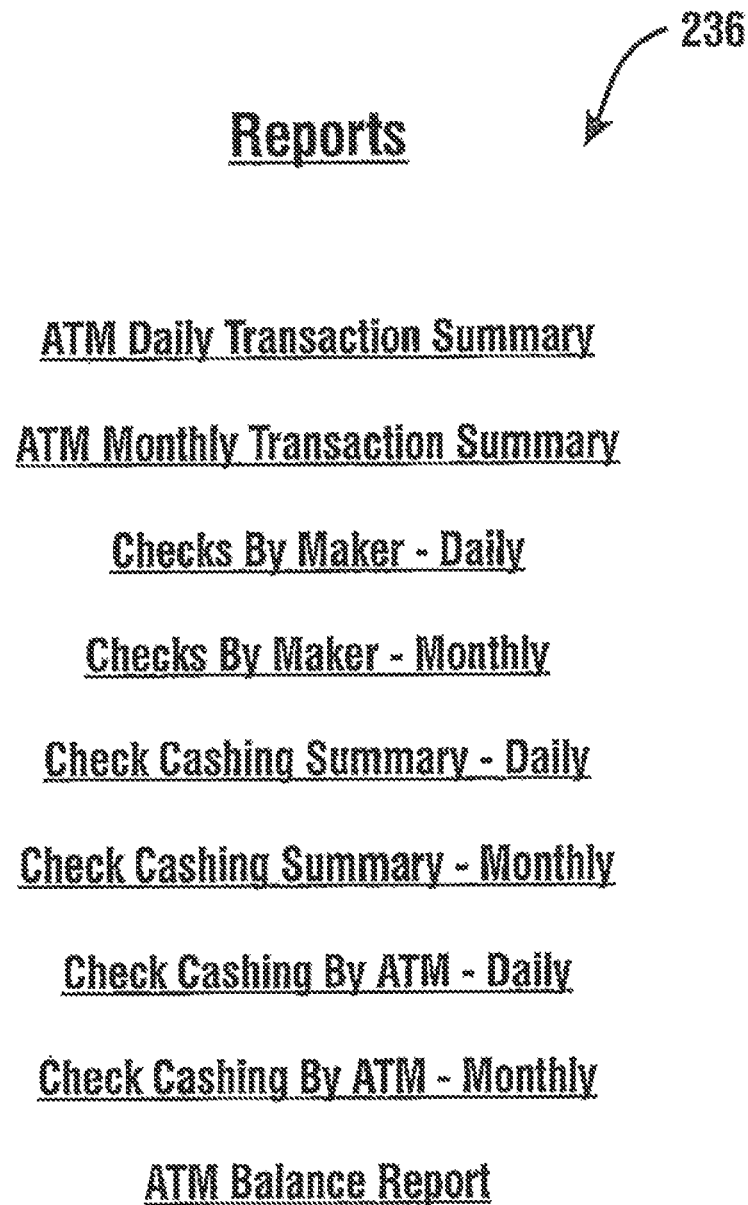 236
Reports
ATM Daily Transaction Summary
ATM Monthly Transaction Summary
Checks By Maker - Daily
Checks By Maker - Monthly
Check Cashing Summary - Daily
Check Cashing Summary - Monthly
Check Cashing By ATM - Daily
Check Cashing By ATM - Monthly
ATM Balance Report